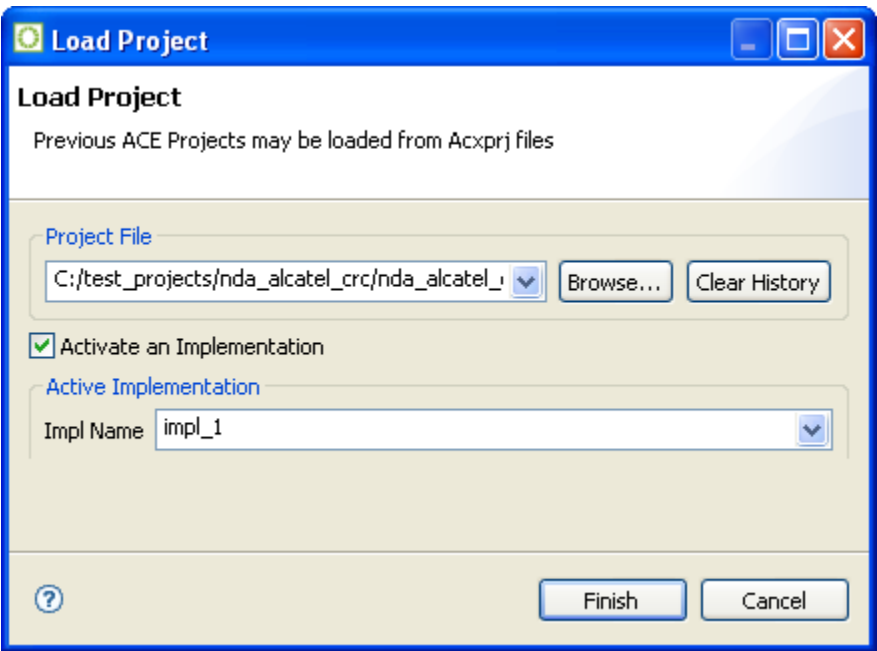 Load Project
Load Project
Previous ACE Projects may be loaded from Acxprj files
Project File
C:/test_projects/nda_alcatel_crc/nda_alcatel_
Browse...
Clear History
Activate an Implementation
Active Implementation
Impl Name
impl_1
Finish
Cancel